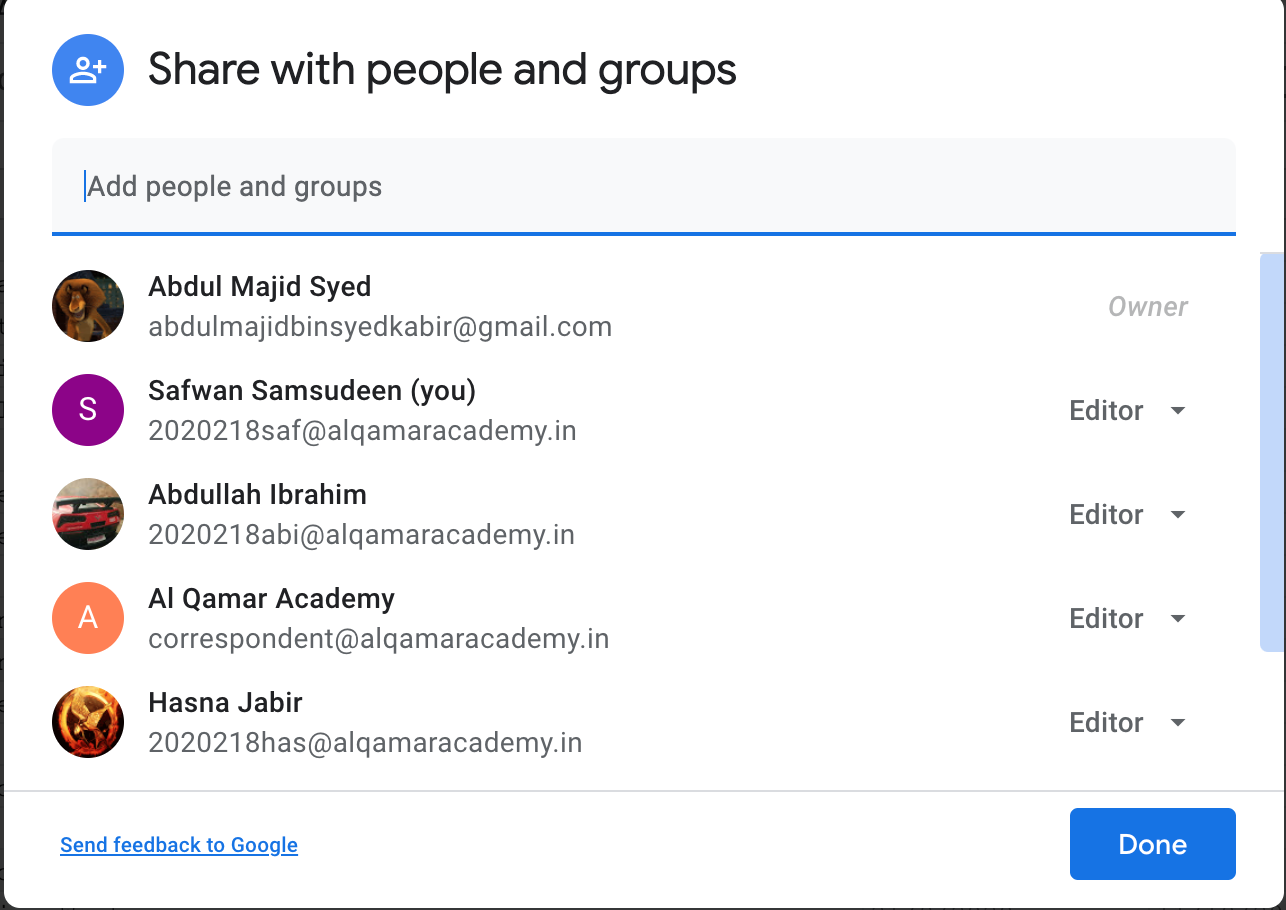 Share with people and groups
Add people and groups
Abdul Majid Syed
abdulmajidbinsyedkabir@gmail.com
Owner
S
Safwan Samsudeen (you)
2020218saf@alqamaracademy.in
Editor
Abdullah Ibrahim
2020218abi@alqamaracademy.in
Editor
A
Al Qamar Academy
correspondent@alqamaracademy.in
Editor
Hasna Jabir
2020218has@alqamaracademy.in
Editor
Send feedback to Google
Done